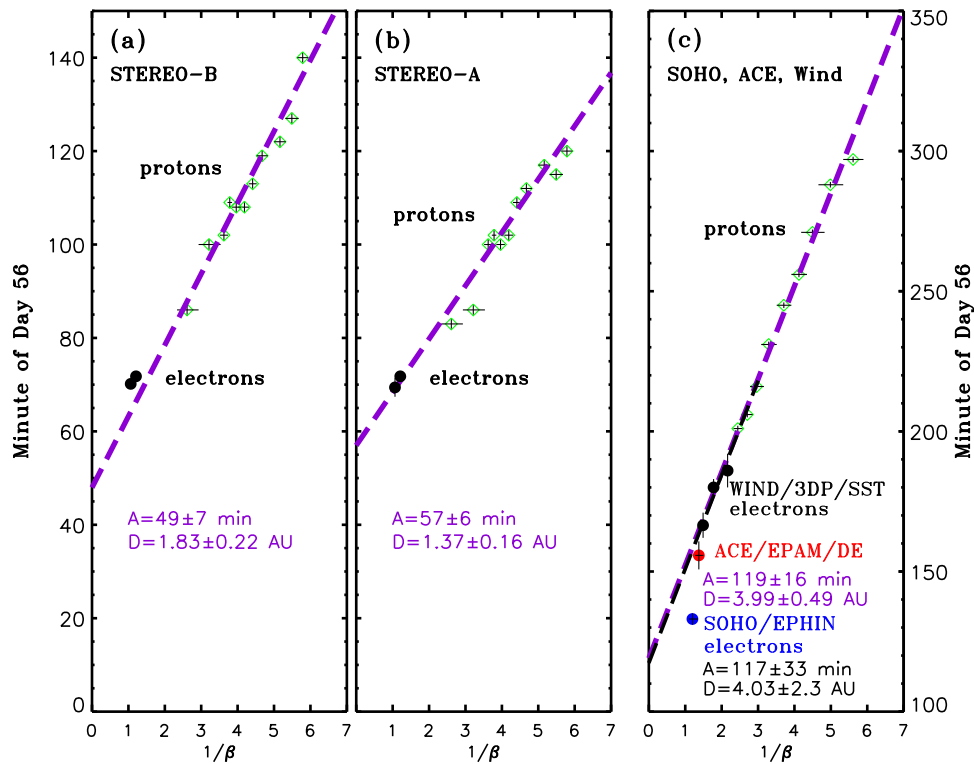 (a)
STEREO-B
protons
electrons
A=49±7 min
D=1.83±0.22 AU
Minute of Day 56
140
120
100
80
60
40
20
0
0 1 2 3 4 5 6 7
1/β
(b)
STEREO-A
protons
electrons
A=57±6 min
D=1.37±0.16 AU
0 1 2 3 4 5 6 7
1/β
(c)
SOHO, ACE, Wind
protons
WIND/3DP/SST
electrons
ACE/EPAM/DE
A=119±16 min
D=3.99±0.49 AU
SOHO/EPHIN
electrons
A=117±33 min
D=4.03±2.3 AU
0 1 2 3 4 5 6 7
1/β
350
300
250
200
150
100
Minute of Day 56